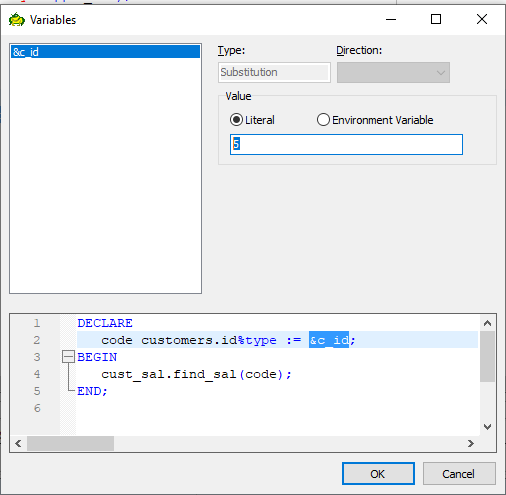 Variables
&c_id
Type:
Direction:
Substitution
Value
Literal
Environment Variable
5
1 DECLARE
2 code customers.id%type := &c_id;
3 BEGIN
4 cust_sal.find_sal(code);
5 END;
6
OK
Cancel